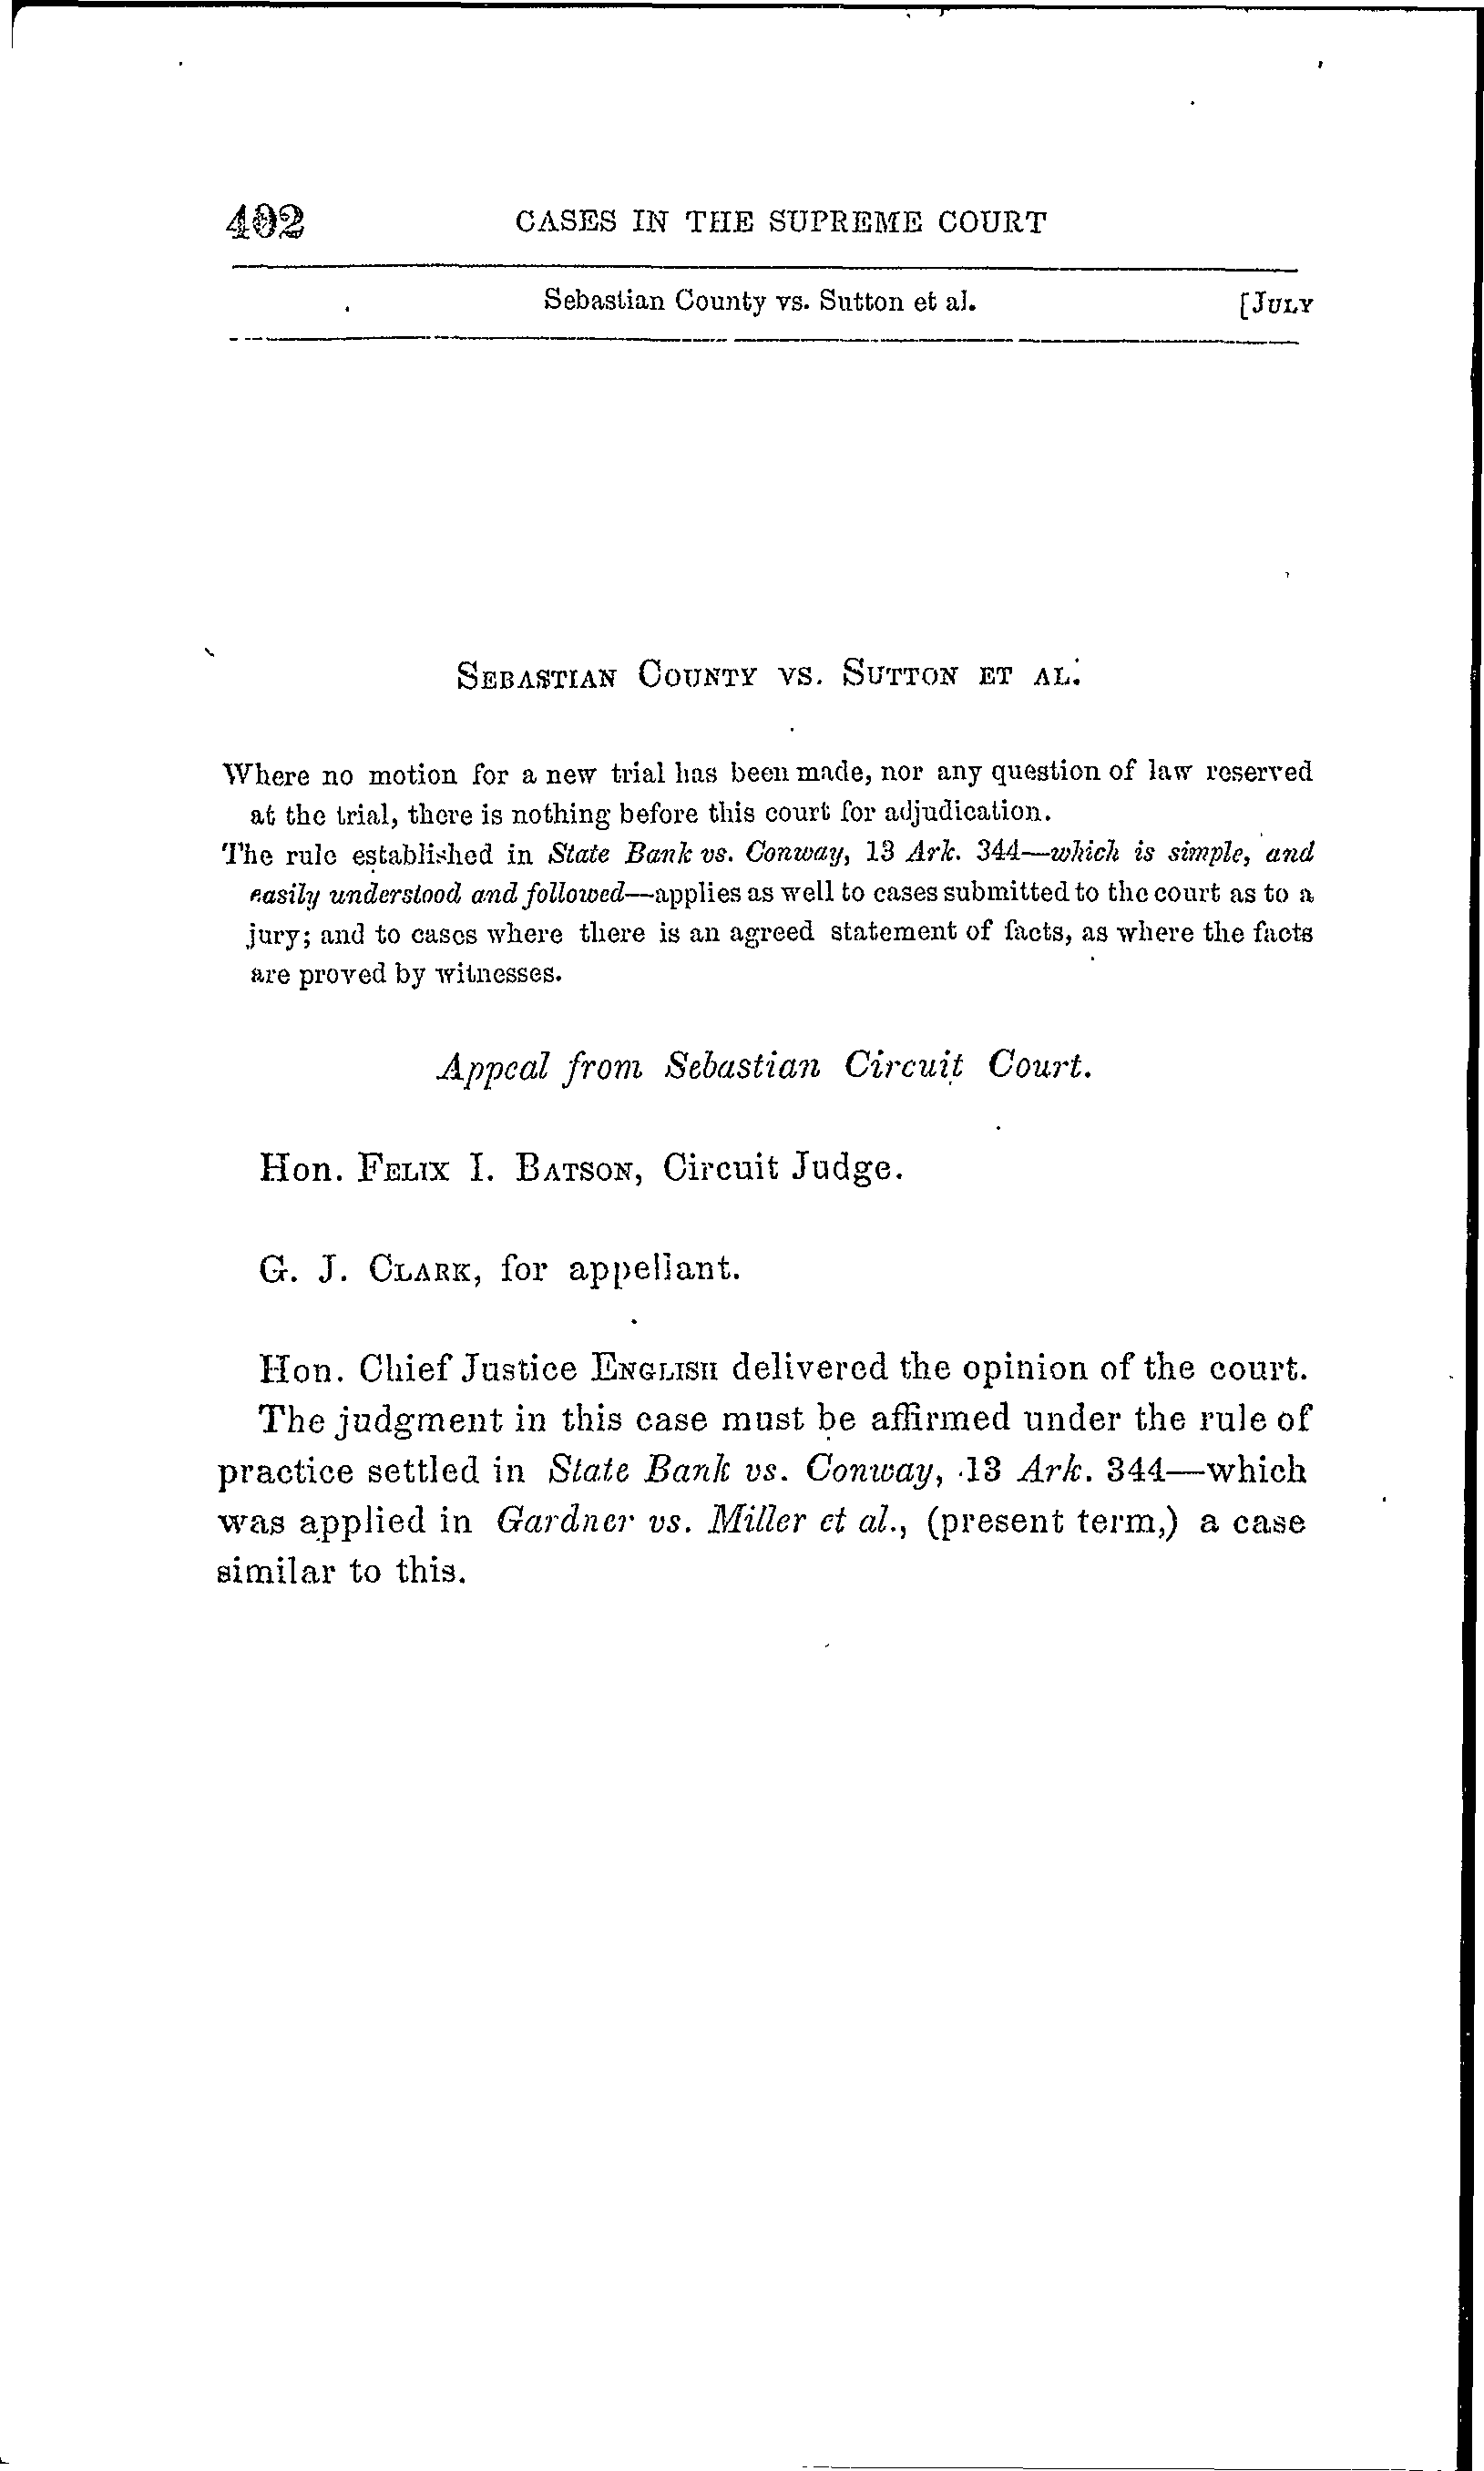 402 CASES IN THE SUPREME COURT
Sebastian County vs. Sutton et al. [JULY
SEBASTIAN COUNTY VS. SUTTON ET AL.
Where no motion for a new trial has been made, nor any question of law reserved
at the trial, there is nothing before this court for adjudication.
The rule established in State Bank vs. Conway, 13 Ark. 344—which is simple, and
easily understood and followed—applies as well to cases submitted to the court as to a
jury; and to cases where there is an agreed statement of facts, as where the facts
are proved by witnesses.
Appeal from Sebastian Circuit Court.
Hon. FELIX I. BATSON, Circuit Judge.
G. J. CLARK, for appellant.
Hon. Chief Justice ENGLISH delivered the opinion of the court.
The judgment in this case must be affirmed under the rule of
practice settled in State Bank vs. Conway, 13 Ark. 344—which
was applied in Gardner vs. Miller et al., (present term,) a case
similar to this.